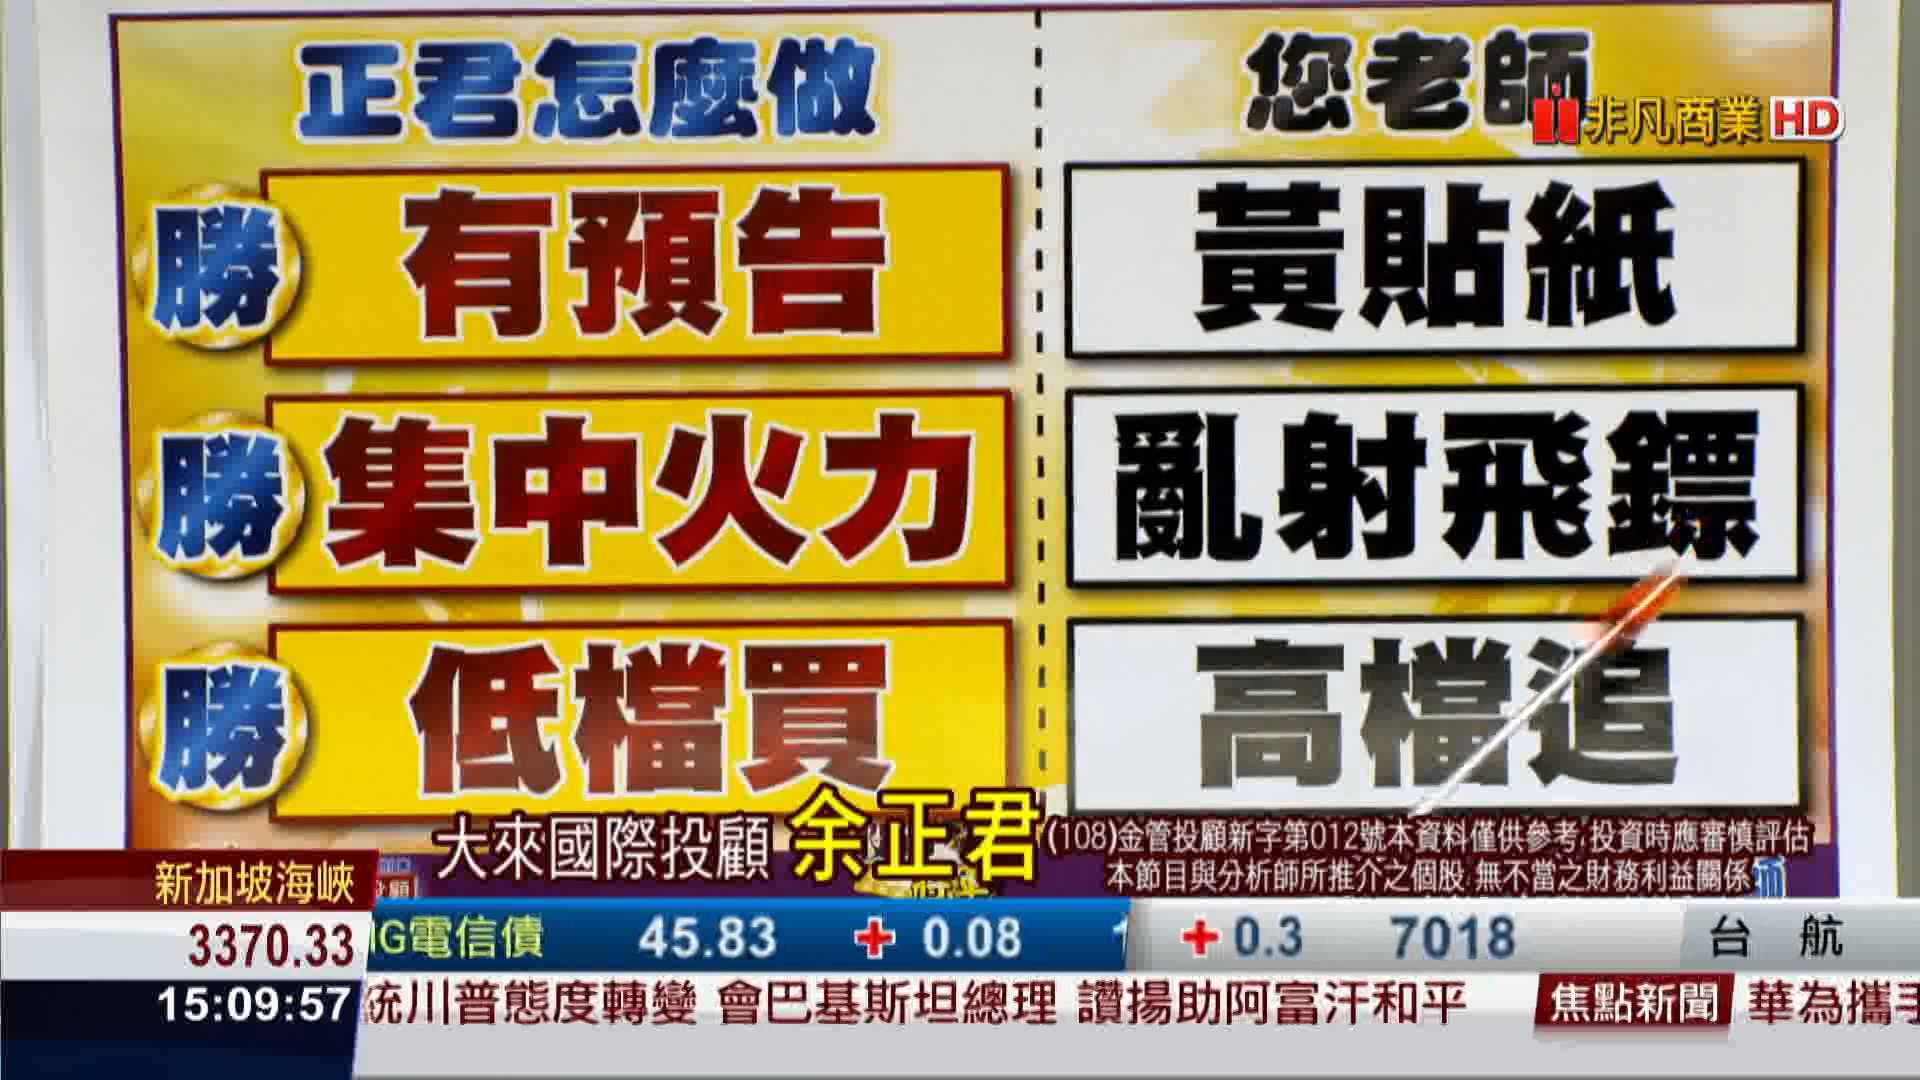 正君怎麼做
您老師
非凡商業HD
勝 有預告
黃貼紙
勝 集中火力
亂射飛鏢
勝 低檔買
高檔追
大來國際投顧 余正君
(108)金管投顧新字第012號本資料僅供參考,投資時應審慎評估
本節目與分析師所推介之個股,無不當之財務利益關係
新加坡海峽
3370.33
IG電信債 45.83 + 0.08
+ 0.3 7018 台 航
15:09:57
統川普態度轉變 會巴基斯坦總理 讚揚助阿富汗和平
焦點新聞 華為攜手